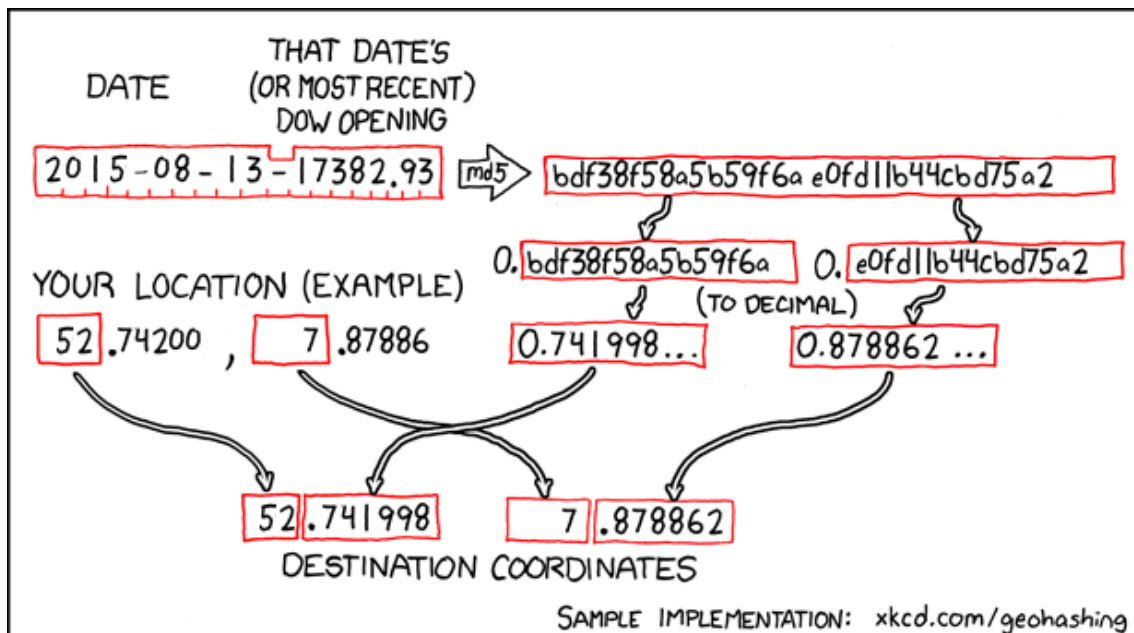 DATE
THAT DATE'S
(OR MOST RECENT)
DOW OPENING
2015-08-13-17382.93
md5
bdf38f58a5b59f6ae0fd11b44cbd75a2
0.bdf38f58a5b59f6a
0.e0fd11b44cbd75a2
(TO DECIMAL)
YOUR LOCATION (EXAMPLE)
52.74200, 7.87886
0.741998...
0.878862...
52.741998
7.878862
DESTINATION COORDINATES
SAMPLE IMPLEMENTATION: xkcd.com/geohashing